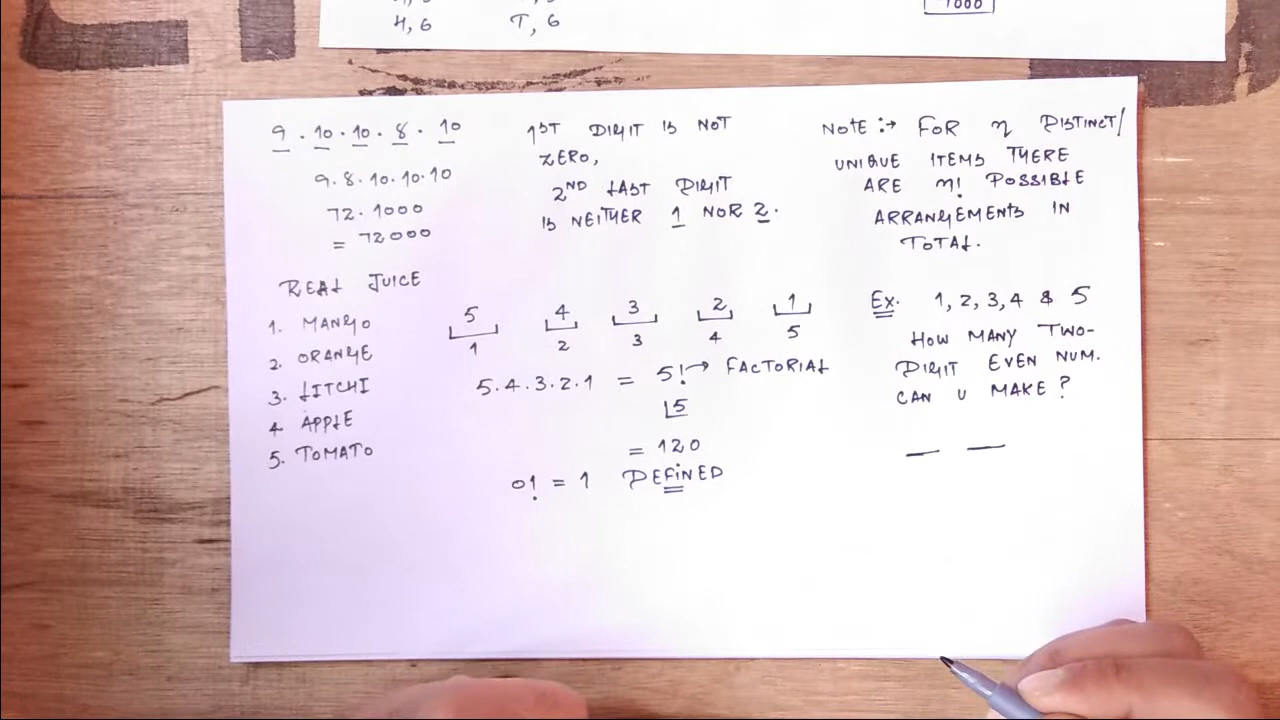 4, 6
T, 6
1000
9 . 10 . 10 . 8 . 10
9.8.10.10.10
72.1000
= 72000
1ST DIGIT IS NOT
ZERO,
2ND LAST DIGIT
IS NEITHER 1 NOR 2.
NOTE :→ FOR n DISTINCT/
UNIQUE ITEMS THERE
ARE n! POSSIBLE
ARRANGEMENTS IN
TOTAL.
REAL JUICE
1. MANGO
2. ORANGE
3. LITCHI
4 APPLE
5. TOMATO
5 4 3 2 1
1 2 3 4 5
5.4.3.2.1 = 5! → FACTORIAL
5
= 120
0! = 1 DEFINED
Ex. 1, 2, 3, 4 & 5
HOW MANY TWO-
DIGIT EVEN NUM.
CAN U MAKE?